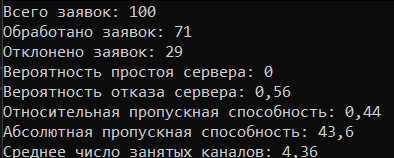 Всего заявок: 100
Обработано заявок: 71
Отклонено заявок: 29
Вероятность простоя сервера: 0
Вероятность отказа сервера: 0,56
Относительная пропускная способность: 0,44
Абсолютная пропускная способность: 43,6
Среднее число занятых каналов: 4,36